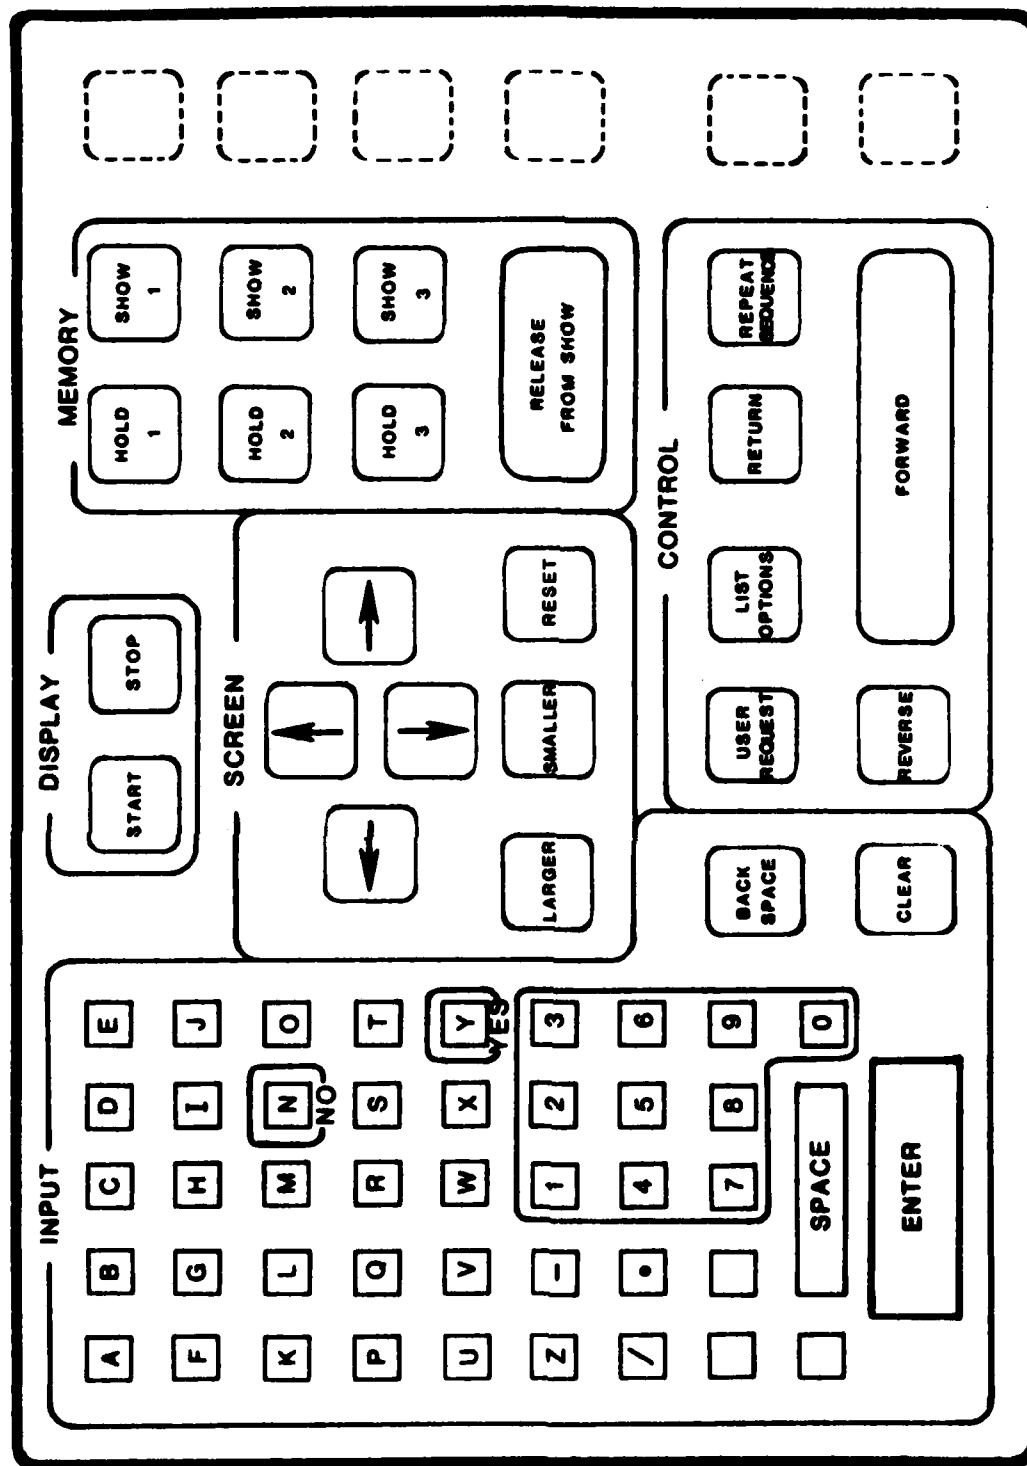 INPUT
A B C D E
F G H I J
K L M N O
NO
P Q R S T
U V W X Y
YES
Z – 1 2 3
/ • 4 5 6
7 8 9
SPACE 0
ENTER
BACK
SPACE
CLEAR
DISPLAY
START STOP
SCREEN
← ↑ ↓ →
LARGER SMALLER RESET
MEMORY
HOLD
1
SHOW
1
HOLD
2
SHOW
2
HOLD
3
SHOW
3
RELEASE
FROM SHOW
CONTROL
USER
REQUEST
LIST
OPTIONS
RETURN
REPEAT
SEQUENCE
REVERSE
FORWARD